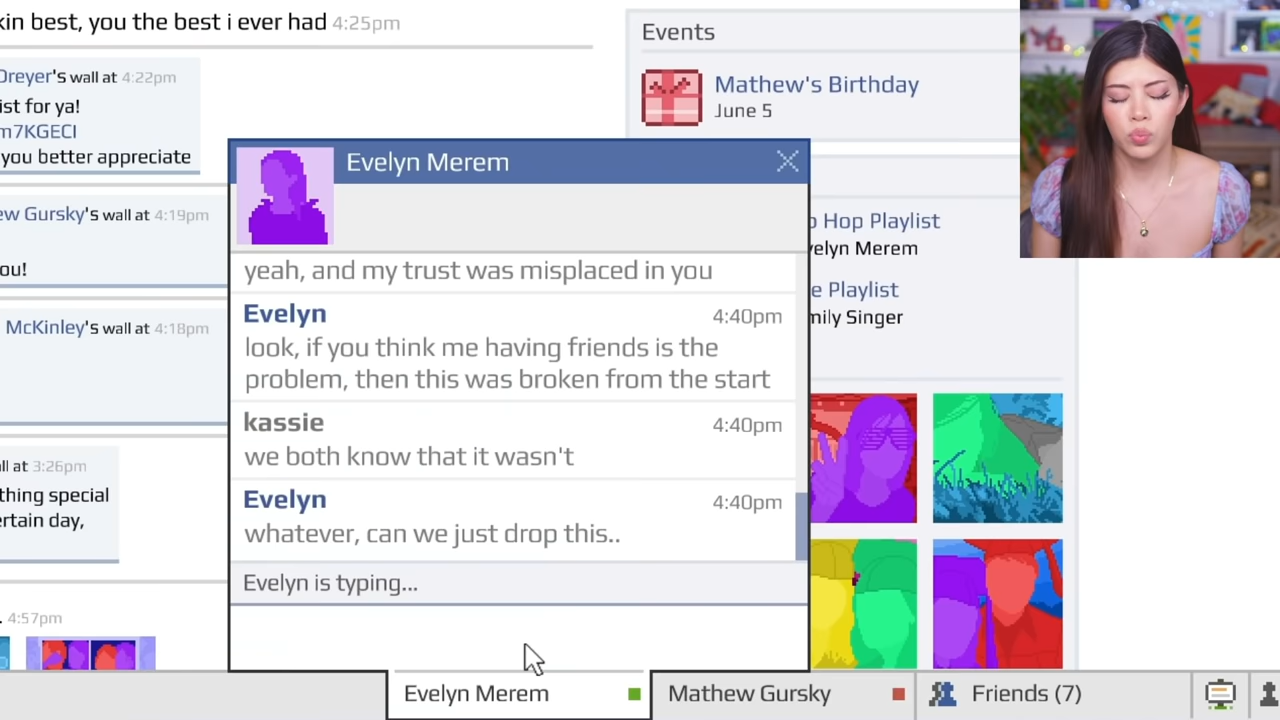 kin best, you the best i ever had 4:25pm
Dreyer's wall at 4:22pm
ist for ya!
m7KGECI
you better appreciate
ew Gursky's wall at 4:19pm
ou!
McKinley's wall at 4:18pm
all at 3:26pm
thing special
ertain day,
. 4:57pm
Events
Mathew's Birthday
June 5
p Hop Playlist
velyn Merem
e Playlist
mily Singer
Evelyn Merem
yeah, and my trust was misplaced in you
Evelyn 4:40pm
look, if you think me having friends is the
problem, then this was broken from the start
kassie 4:40pm
we both know that it wasn't
Evelyn 4:40pm
whatever, can we just drop this..
Evelyn is typing...
Evelyn Merem
Mathew Gursky
Friends (7)